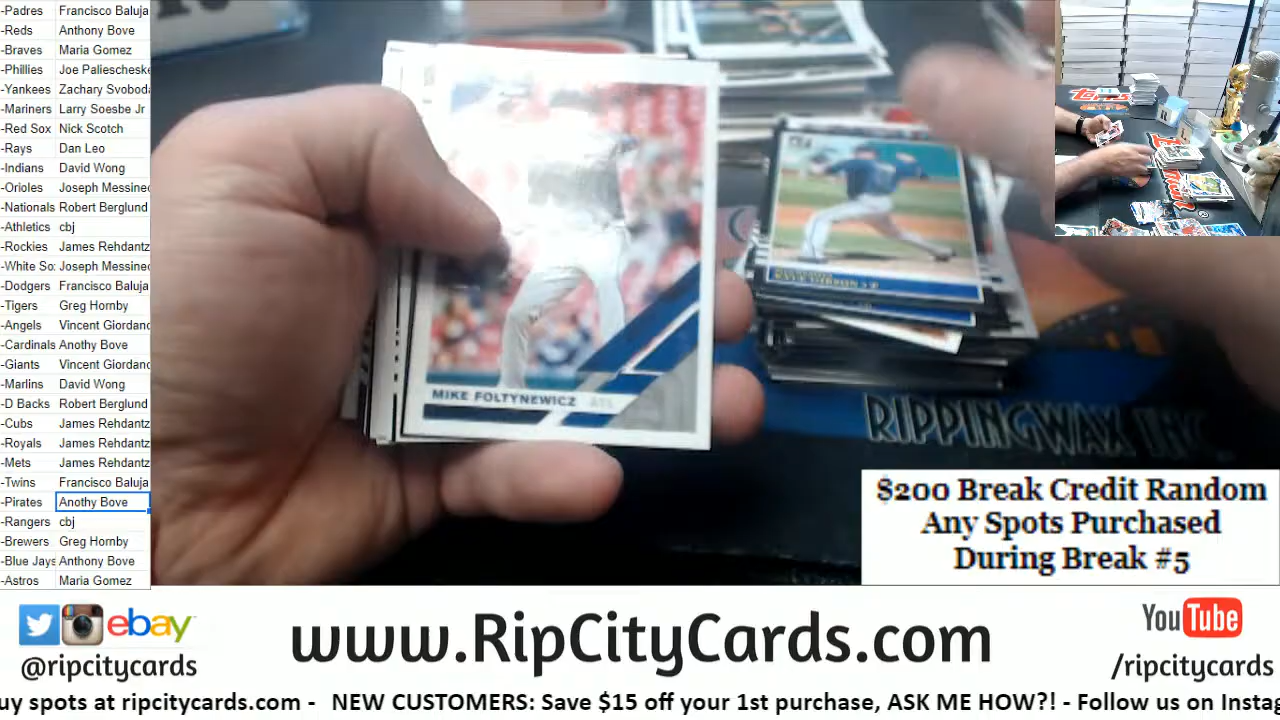 -Padres Francisco Baluja
-Reds Anthony Bove
-Braves Maria Gomez
-Phillies Joe Paliescheske
-Yankees Zachary Svoboda
-Mariners Larry Soesbe Jr
-Red Sox Nick Scotch
-Rays Dan Leo
-Indians David Wong
-Orioles Joseph Messineo
-Nationals Robert Berglund
-Athletics cbj
-Rockies James Rehdantz
-White So: Joseph Messineo
-Dodgers Francisco Baluja
-Tigers Greg Hornby
-Angels Vincent Giordano
-Cardinals Anothy Bove
-Giants Vincent Giordano
-Marlins David Wong
-D Backs Robert Berglund
-Cubs James Rehdantz
-Royals James Rehdantz
-Mets James Rehdantz
-Twins Francisco Baluja
-Pirates Anothy Bove
-Rangers cbj
-Brewers Greg Hornby
-Blue Jays Anthony Bove
-Astros Maria Gomez
MIKE FOLTYNEWICZ ATL
RIPPINGWAX INC.
$200 Break Credit Random
Any Spots Purchased
During Break #5
ebay
@ripcitycards
www.RipCityCards.com
YouTube
/ripcitycards
uy spots at ripcitycards.com - NEW CUSTOMERS: Save $15 off your 1st purchase, ASK ME HOW?! - Follow us on Instag